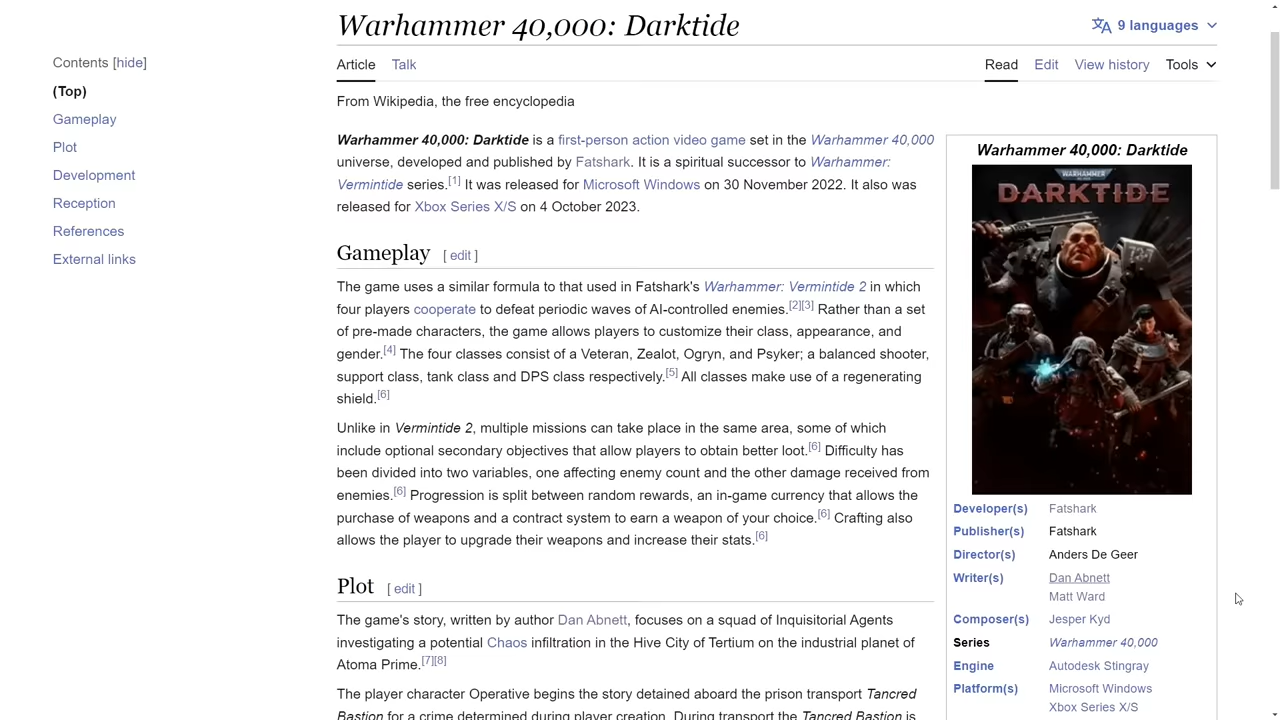 Warhammer 40,000: Darktide
9 languages
Contents [hide]
(Top)
Gameplay
Plot
Development
Reception
References
External links
Article Talk
Read Edit View history Tools
From Wikipedia, the free encyclopedia
Warhammer 40,000: Darktide is a first-person action video game set in the Warhammer 40,000
universe, developed and published by Fatshark. It is a spiritual successor to Warhammer:
Vermintide series.[1] It was released for Microsoft Windows on 30 November 2022. It also was
released for Xbox Series X/S on 4 October 2023.
Gameplay [ edit ]
The game uses a similar formula to that used in Fatshark's Warhammer: Vermintide 2 in which
four players cooperate to defeat periodic waves of AI-controlled enemies.[2][3] Rather than a set
of pre-made characters, the game allows players to customize their class, appearance, and
gender.[4] The four classes consist of a Veteran, Zealot, Ogryn, and Psyker; a balanced shooter,
support class, tank class and DPS class respectively.[5] All classes make use of a regenerating
shield.[6]
Unlike in Vermintide 2, multiple missions can take place in the same area, some of which
include optional secondary objectives that allow players to obtain better loot.[6] Difficulty has
been divided into two variables, one affecting enemy count and the other damage received from
enemies.[6] Progression is split between random rewards, an in-game currency that allows the
purchase of weapons and a contract system to earn a weapon of your choice.[6] Crafting also
allows the player to upgrade their weapons and increase their stats.[6]
Plot [ edit ]
The game's story, written by author Dan Abnett, focuses on a squad of Inquisitorial Agents
investigating a potential Chaos infiltration in the Hive City of Tertium on the industrial planet of
Atoma Prime.[7][8]
The player character Operative begins the story detained aboard the prison transport Tancred
Bastion for a crime determined during player creation. During transport the Tancred Bastion is
Warhammer 40,000: Darktide
WARHAMMER
40,000
DARKTIDE
Developer(s) Fatshark
Publisher(s) Fatshark
Director(s) Anders De Geer
Writer(s) Dan Abnett
Matt Ward
Composer(s) Jesper Kyd
Series Warhammer 40,000
Engine Autodesk Stingray
Platform(s) Microsoft Windows
Xbox Series X/S